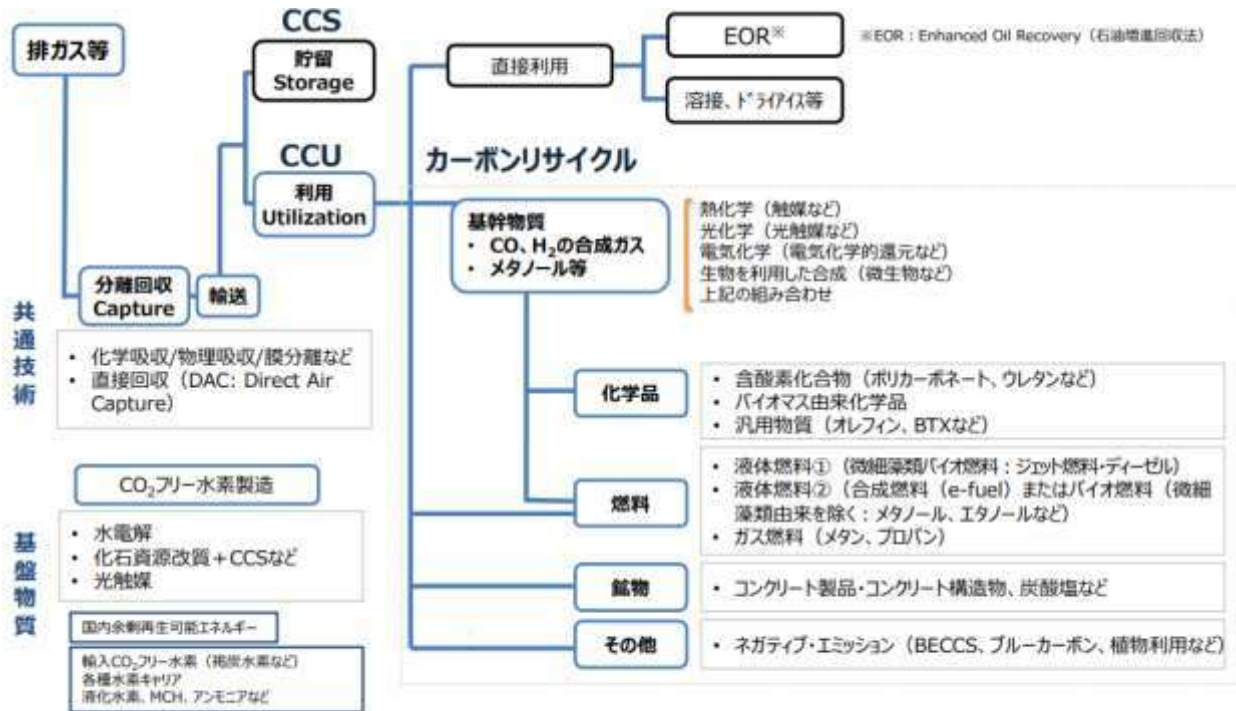 CCS
排ガス等
貯留
Storage
直接利用
EOR※
※EOR : Enhanced Oil Recovery（石油増進回収法）
溶接、ドライアイス等
CCU
利用
Utilization
カーボンリサイクル
基幹物質
・ CO、H₂の合成ガス
・ メタノール等
熱化学（触媒など）
光化学（光触媒など）
電気化学（電気化学的還元など）
生物を利用した合成（微生物など）
上記の組み合わせ
分離回収
Capture
輸送
共通技術
・ 化学吸収/物理吸収/膜分離など
・ 直接回収（DAC: Direct Air
Capture）
化学品
・ 含酸素化合物（ポリカーボネート、ウレタンなど）
・ バイオマス由来化学品
・ 汎用物質（オレフィン、BTXなど）
燃料
・ 液体燃料①（微細藻類バイオ燃料：ジェット燃料・ディーゼル）
・ 液体燃料②（合成燃料（e-fuel）またはバイオ燃料（微細
藻類由来を除く：メタノール、エタノールなど）
・ ガス燃料（メタン、プロパン）
鉱物
・ コンクリート製品・コンクリート構造物、炭酸塩など
その他
・ ネガティブ・エミッション（BECCS、ブルーカーボン、植物利用など）
基盤物質
CO₂フリー水素製造
・ 水電解
・ 化石資源改質＋CCSなど
・ 光触媒
国内余剰再生可能エネルギー
輸入CO₂フリー水素（褐炭水素など）
各種水素キャリア
液化水素、MCH、アンモニアなど